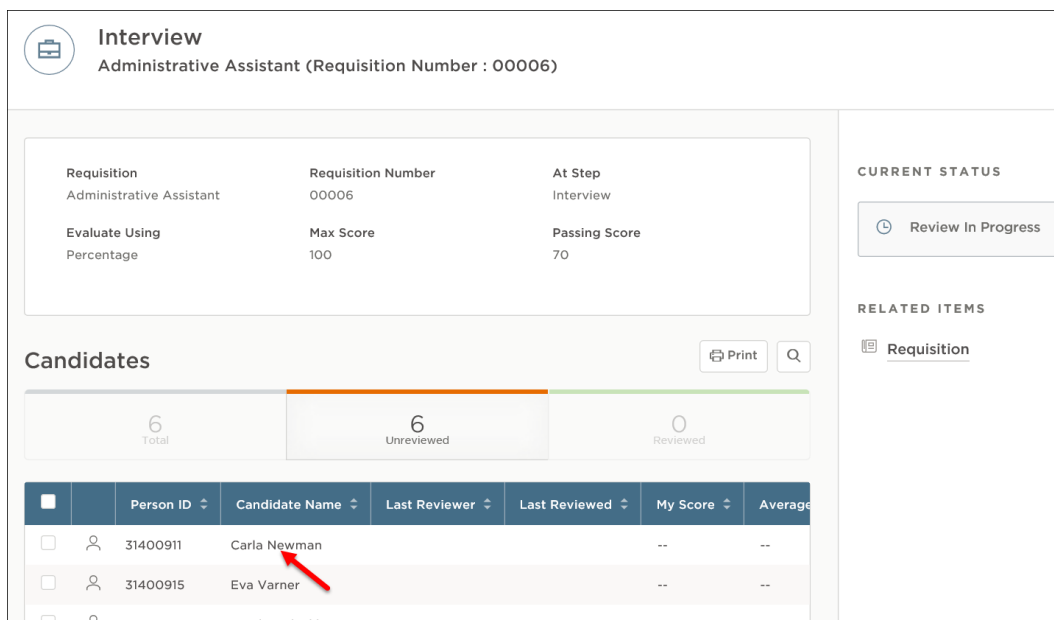 Interview
Administrative Assistant (Requisition Number : 00006)
Requisition Requisition Number At Step
Administrative Assistant 00006 Interview
Evaluate Using Max Score Passing Score
Percentage 100 70
CURRENT STATUS
Review In Progress
RELATED ITEMS
Requisition
Candidates
Print
6 6 0
Total Unreviewed Reviewed
Person ID Candidate Name Last Reviewer Last Reviewed My Score Average
31400911 Carla Newman -- --
31400915 Eva Varner -- --